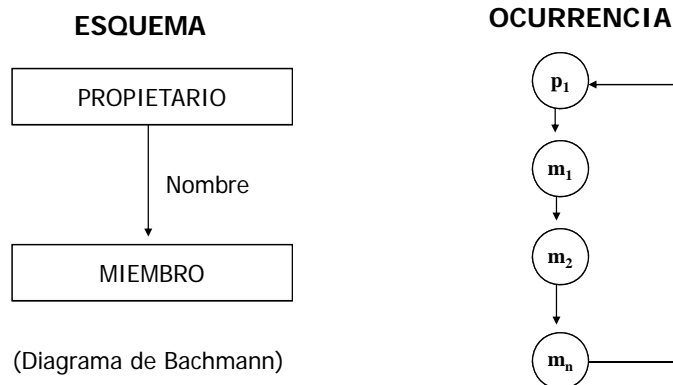 ESQUEMA
PROPIETARIO
Nombre
MIEMBRO
(Diagrama de Bachmann)
OCURRENCIA
p1
m1
m2
mn